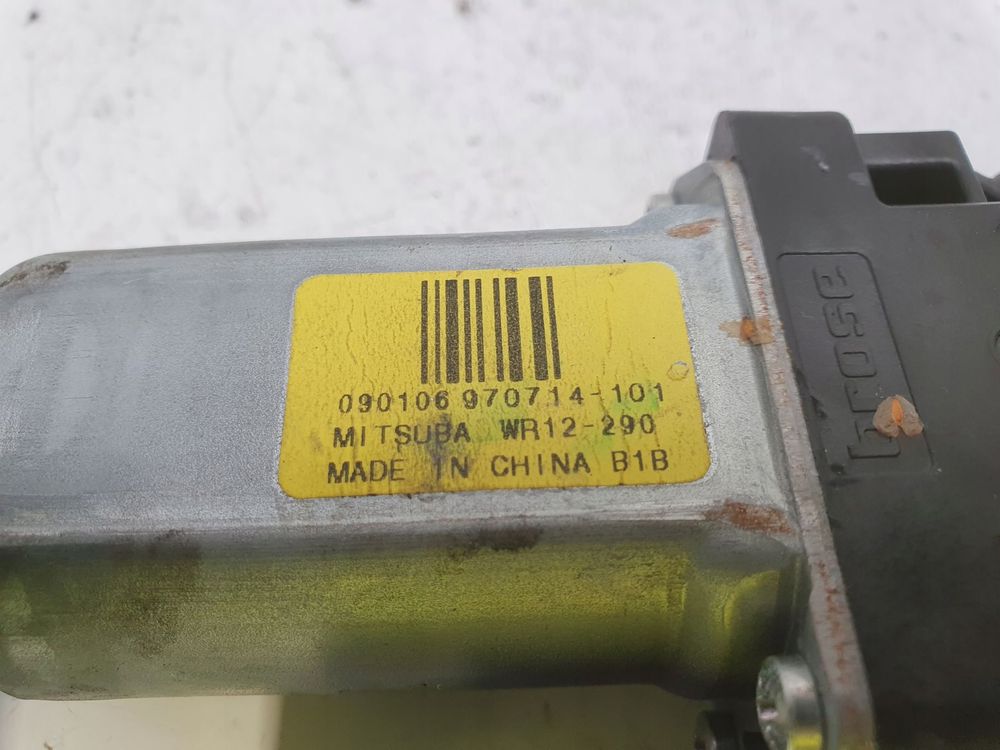 090106 970714-101
MITSUBA WR12-290
MADE IN CHINA B1B
brose